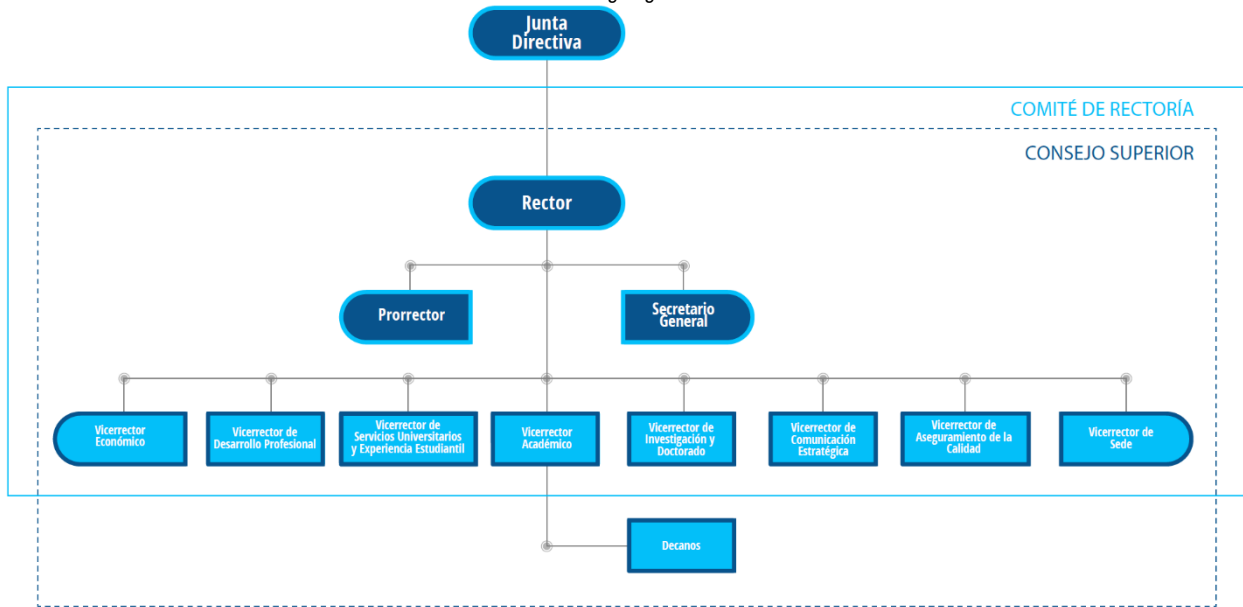 Junta
Directiva
COMITÉ DE RECTORÍA
CONSEJO SUPERIOR
Rector
Prorrector
Secretario
General
Vicerrector
Económico
Vicerrector de
Desarrollo Profesional
Vicerrector de
Servicios Universitarios
y Experiencia Estudiantil
Vicerrector
Académico
Vicerrector de
Investigación y
Doctorado
Vicerrector de
Comunicación
Estratégica
Vicerrector de
Aseguramiento de la
Calidad
Vicerrector de
Sede
Decanos